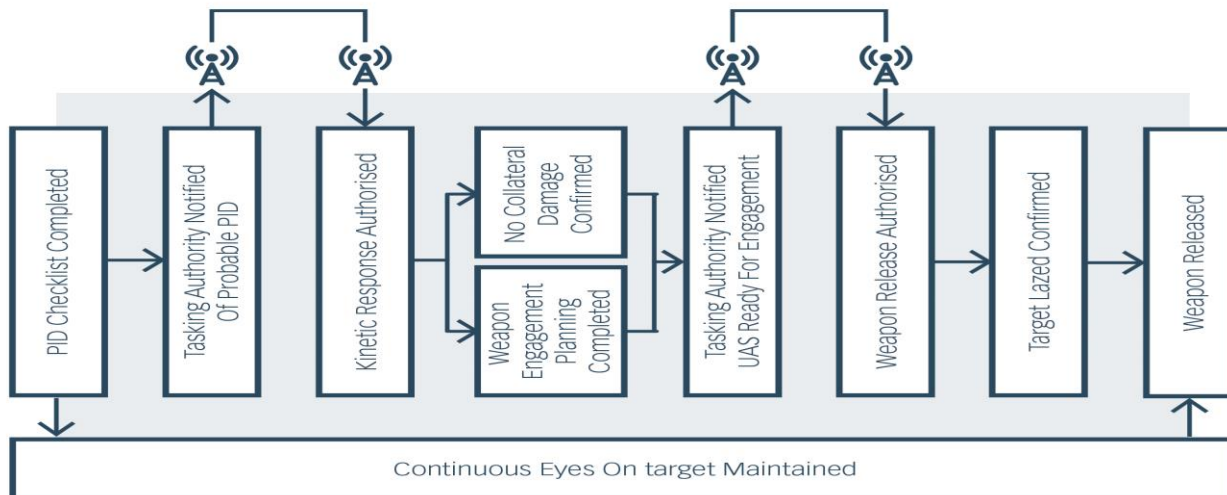 PID Checklist Completed
Tasking Authority Notified
Of Probable PID
Kinetic Response Authorised
No Collateral
Damage
Confirmed
Weapon
Engagement
Planning
Completed
Tasking Authority Notified
UAS Ready For Engagement
Weapon Release Authorised
Target Lazed Confirmed
Weapon Released
Continuous Eyes On target Maintained